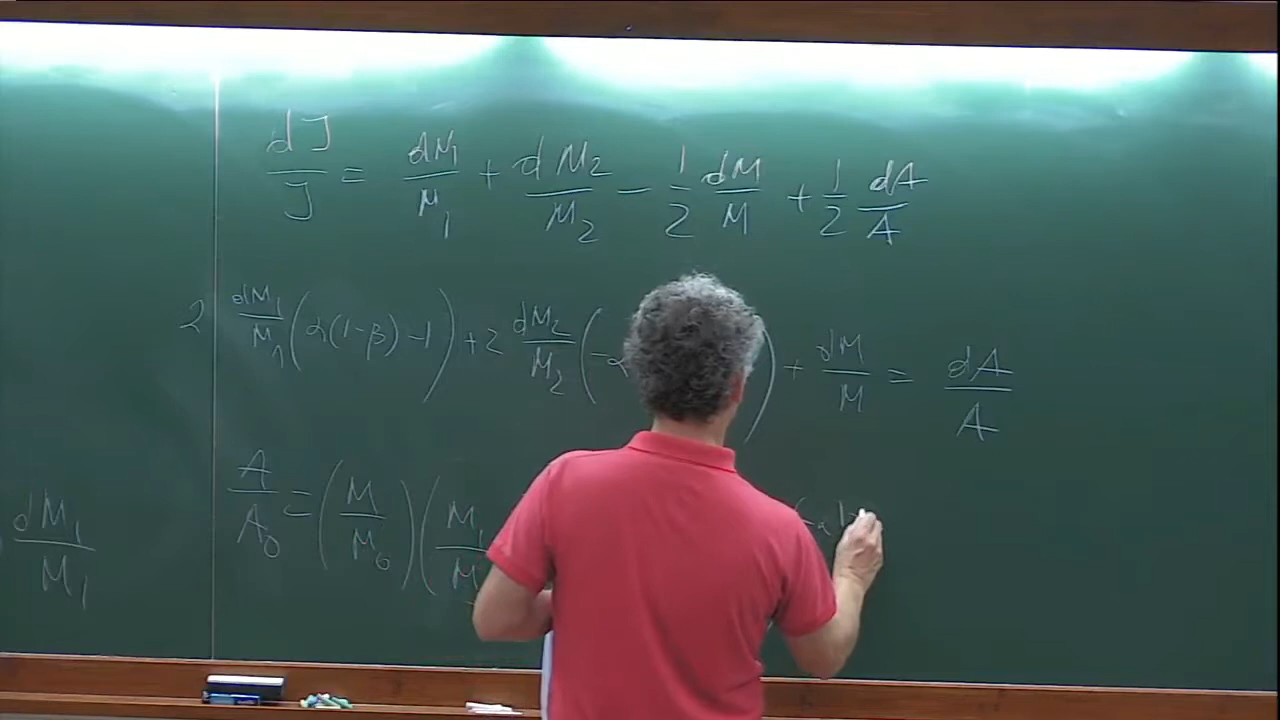 dJ/J = dM₁/M₁ + dM₂/M₂ − 1/2 dM/M + 1/2 dA/A
2 dM₁/M₁ (α(1−β)−1) + 2 dM₂/M₂ (−α ) + dM/M = dA/A
A/A₀ = (M/M₀)(M₁/M
dM₁/M₁